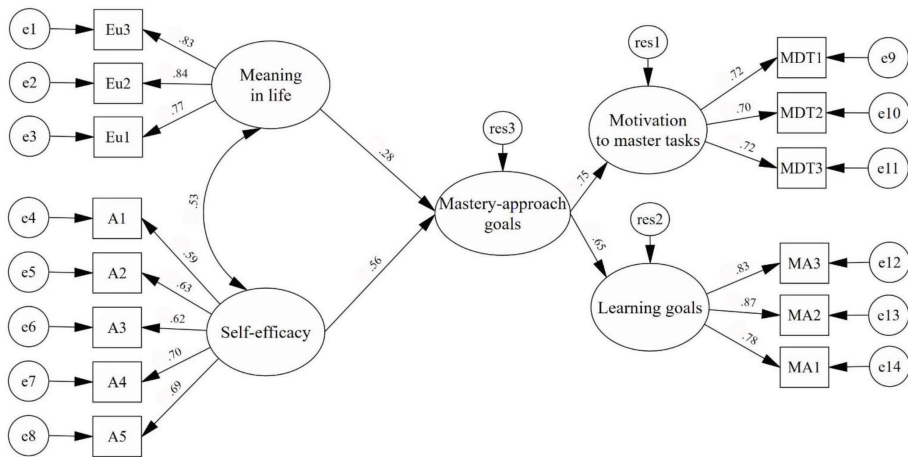 e1
Eu3
.83
e2
Eu2
.84
e3
Eu1
.77
Meaning
in life
.53
.28
e4
A1
.59
e5
A2
.63
e6
A3
.62
e7
A4
.70
e8
A5
.69
Self-efficacy
.56
res3
Mastery-approach
goals
.75
.65
res1
Motivation
to master tasks
.72
MDT1
e9
.70
MDT2
e10
.72
MDT3
e11
res2
Learning goals
.83
MA3
e12
.87
MA2
e13
.78
MA1
e14